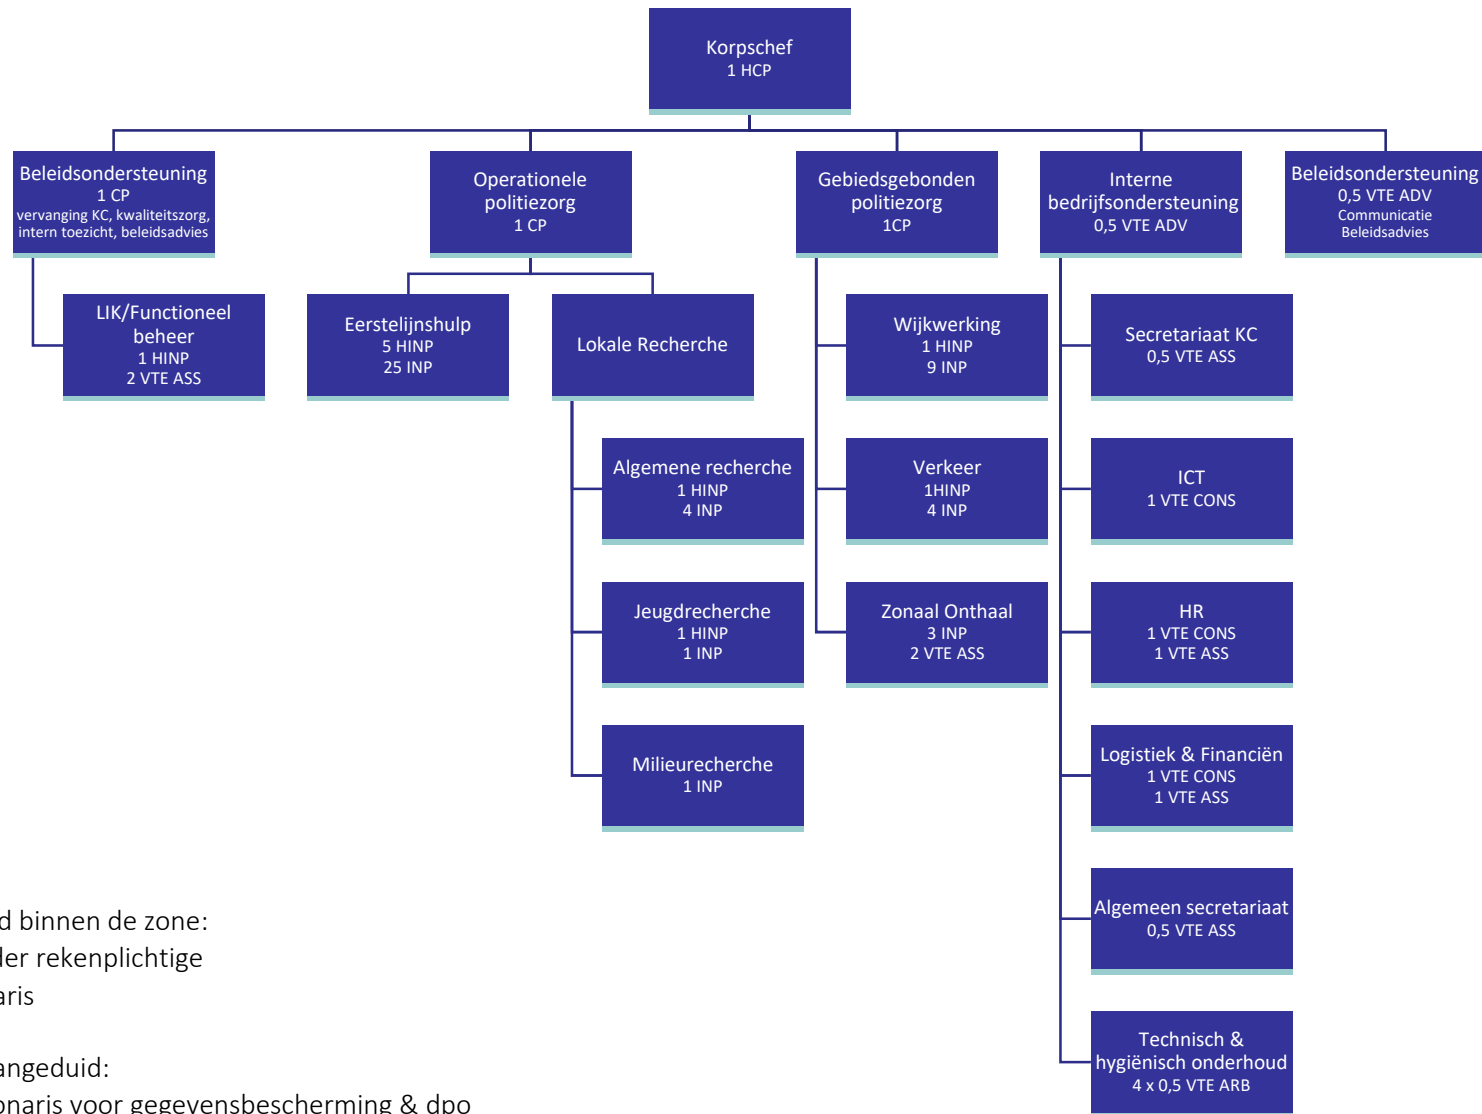 Korpschef
1 HCP
Beleidsondersteuning
1 CP
vervanging KC, kwaliteitszorg,
intern toezicht, beleidsadvies
Operationele
politiezorg
1 CP
Gebiedsgebonden
politiezorg
1CP
Interne
bedrijfsondersteuning
0,5 VTE ADV
Beleidsondersteuning
0,5 VTE ADV
Communicatie
Beleidsadvies
LIK/Functioneel
beheer
1 HINP
2 VTE ASS
Eerstelijnshulp
5 HINP
25 INP
Lokale Recherche
Wijkwerking
1 HINP
9 INP
Secretariaat KC
0,5 VTE ASS
Algemene recherche
1 HINP
4 INP
Verkeer
1HINP
4 INP
ICT
1 VTE CONS
Jeugdrecherche
1 HINP
1 INP
Zonaal Onthaal
3 INP
2 VTE ASS
HR
1 VTE CONS
1 VTE ASS
Milieurecherche
1 INP
Logistiek & Financiën
1 VTE CONS
1 VTE ASS
Algemeen secretariaat
0,5 VTE ASS
Technisch &
hygiënisch onderhoud
4 x 0,5 VTE ARB
d binnen de zone:
der rekenplichtige
aris
angeduid:
onaris voor gegevensbescherming & dpo